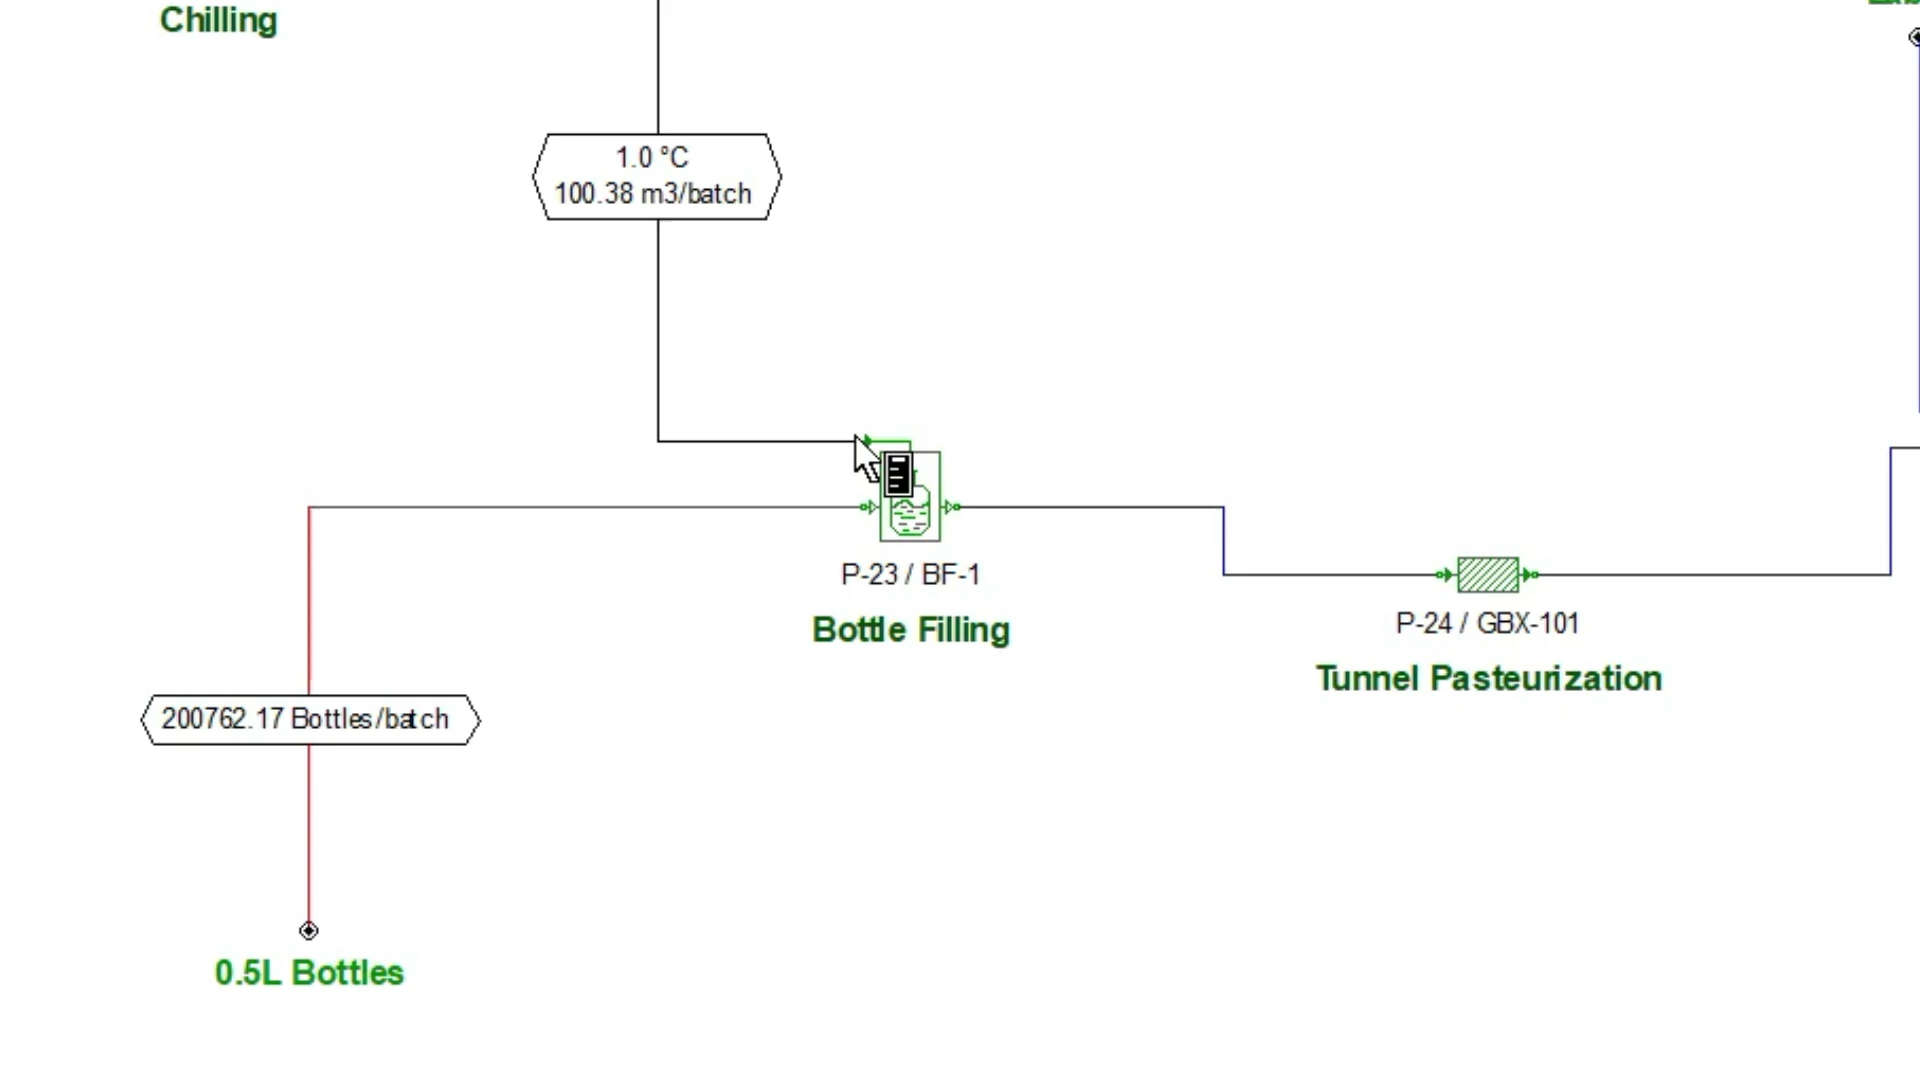 Chilling
1.0 °C
100.38 m3/batch
P-23 / BF-1
Bottle Filling
P-24 / GBX-101
Tunnel Pasteurization
200762.17 Bottles/batch
0.5L Bottles